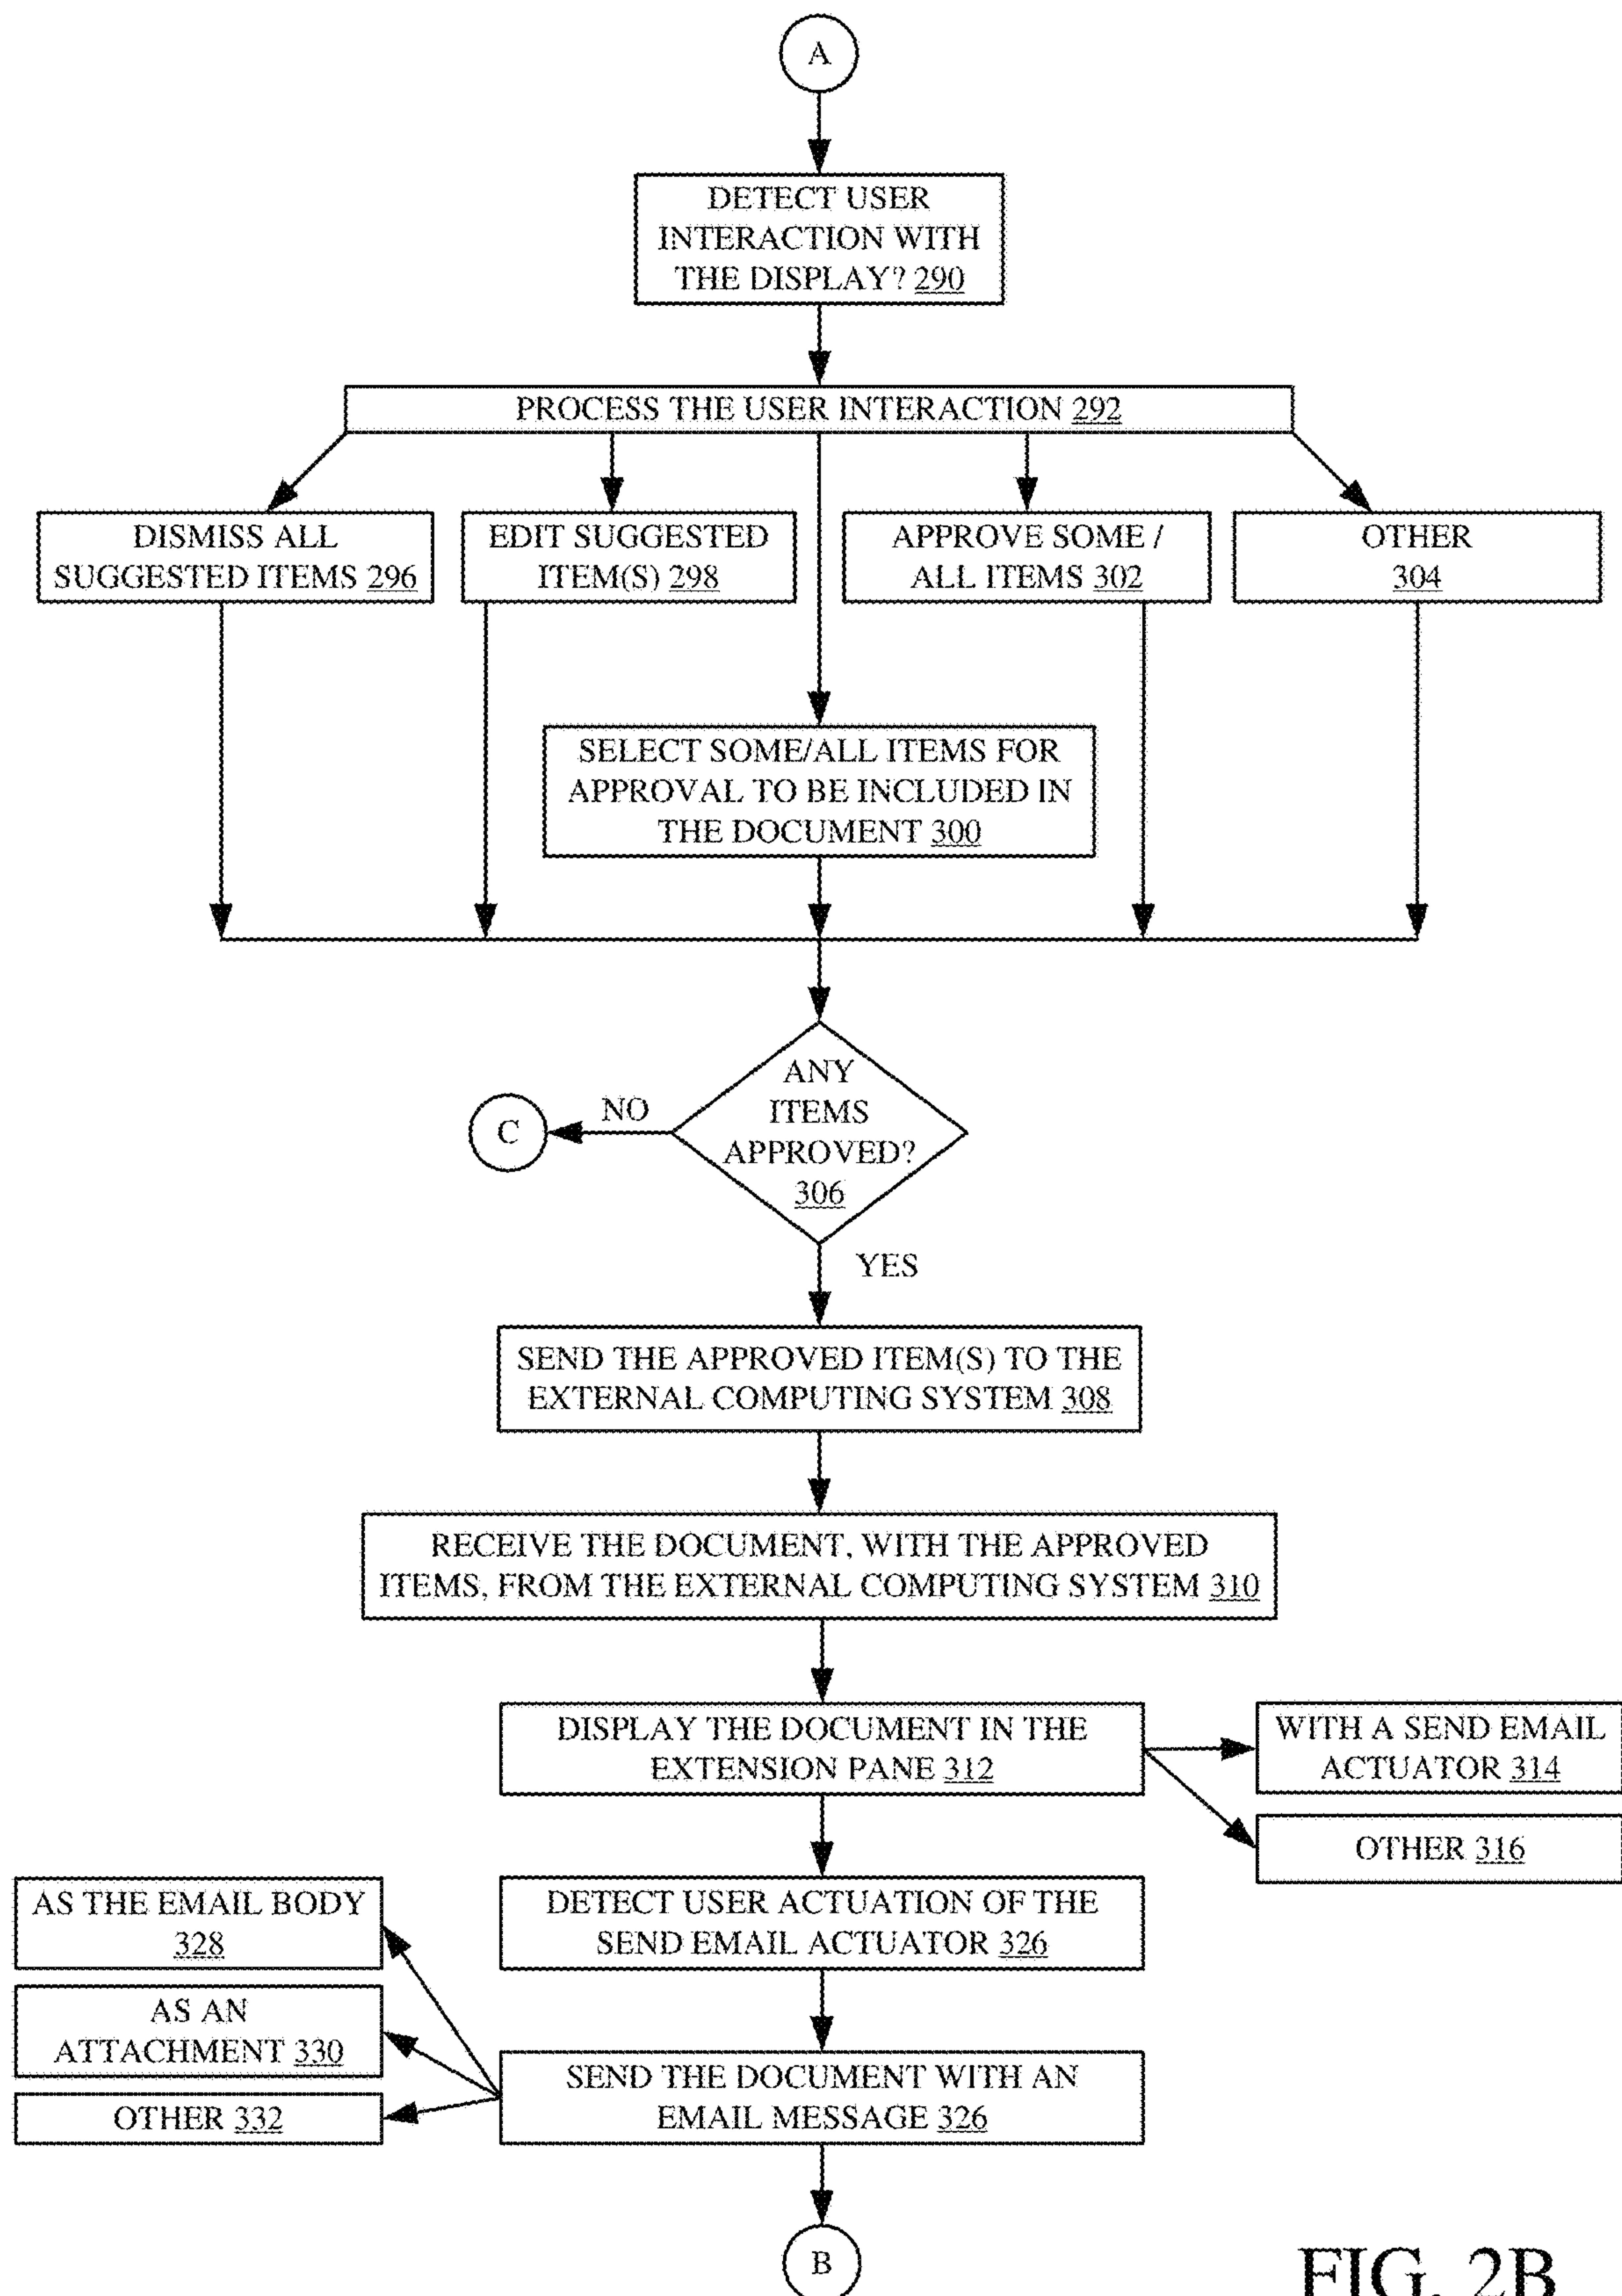 A
DETECT USER
INTERACTION WITH
THE DISPLAY? 290
PROCESS THE USER INTERACTION 292
DISMISS ALL
SUGGESTED ITEMS 296
EDIT SUGGESTED
ITEM(S) 298
APPROVE SOME /
ALL ITEMS 302
OTHER
304
SELECT SOME/ALL ITEMS FOR
APPROVAL TO BE INCLUDED IN
THE DOCUMENT 300
ANY
ITEMS
APPROVED?
306
NO
C
YES
SEND THE APPROVED ITEM(S) TO THE
EXTERNAL COMPUTING SYSTEM 308
RECEIVE THE DOCUMENT, WITH THE APPROVED
ITEMS, FROM THE EXTERNAL COMPUTING SYSTEM 310
DISPLAY THE DOCUMENT IN THE
EXTENSION PANE 312
WITH A SEND EMAIL
ACTUATOR 314
OTHER 316
DETECT USER ACTUATION OF THE
SEND EMAIL ACTUATOR 326
AS THE EMAIL BODY
328
AS AN
ATTACHMENT 330
OTHER 332
SEND THE DOCUMENT WITH AN
EMAIL MESSAGE 326
B
FIG. 2B